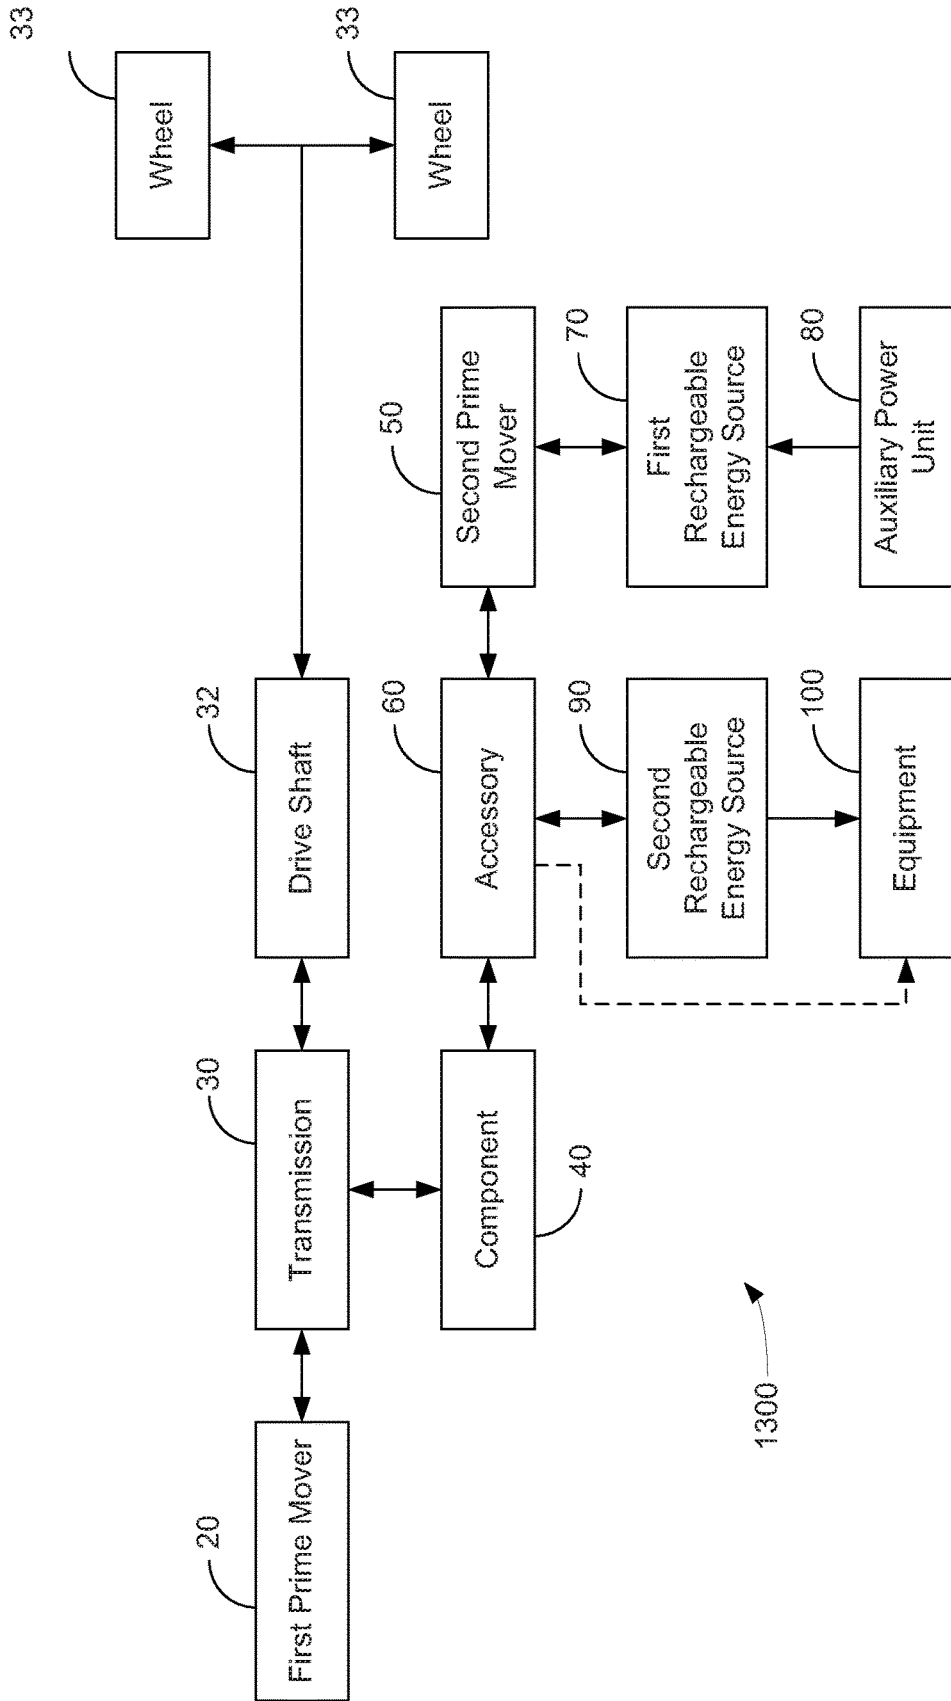 20
First Prime Mover
30
Transmission
32
Drive Shaft
33
Wheel
33
Wheel
40
Component
60
Accessory
50
Second Prime
Mover
90
Second
Rechargeable
Energy Source
70
First
Rechargeable
Energy Source
100
Equipment
80
Auxiliary Power
Unit
1300